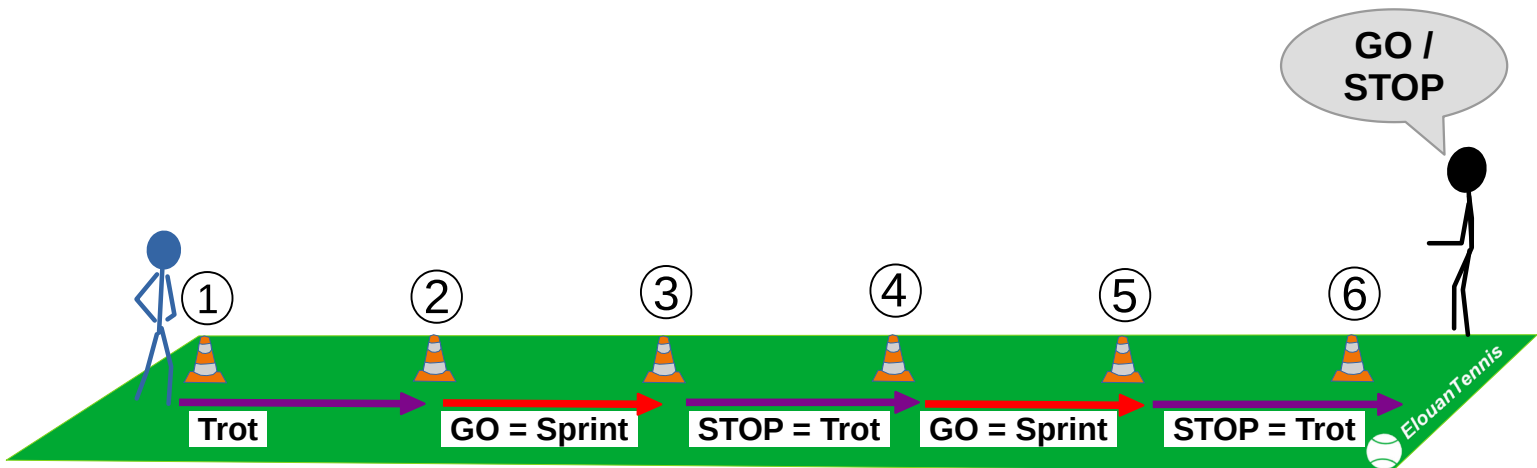 GO /
STOP
1 2 3 4 5 6
Trot
GO = Sprint
STOP = Trot
GO = Sprint
STOP = Trot
ElouanTennis